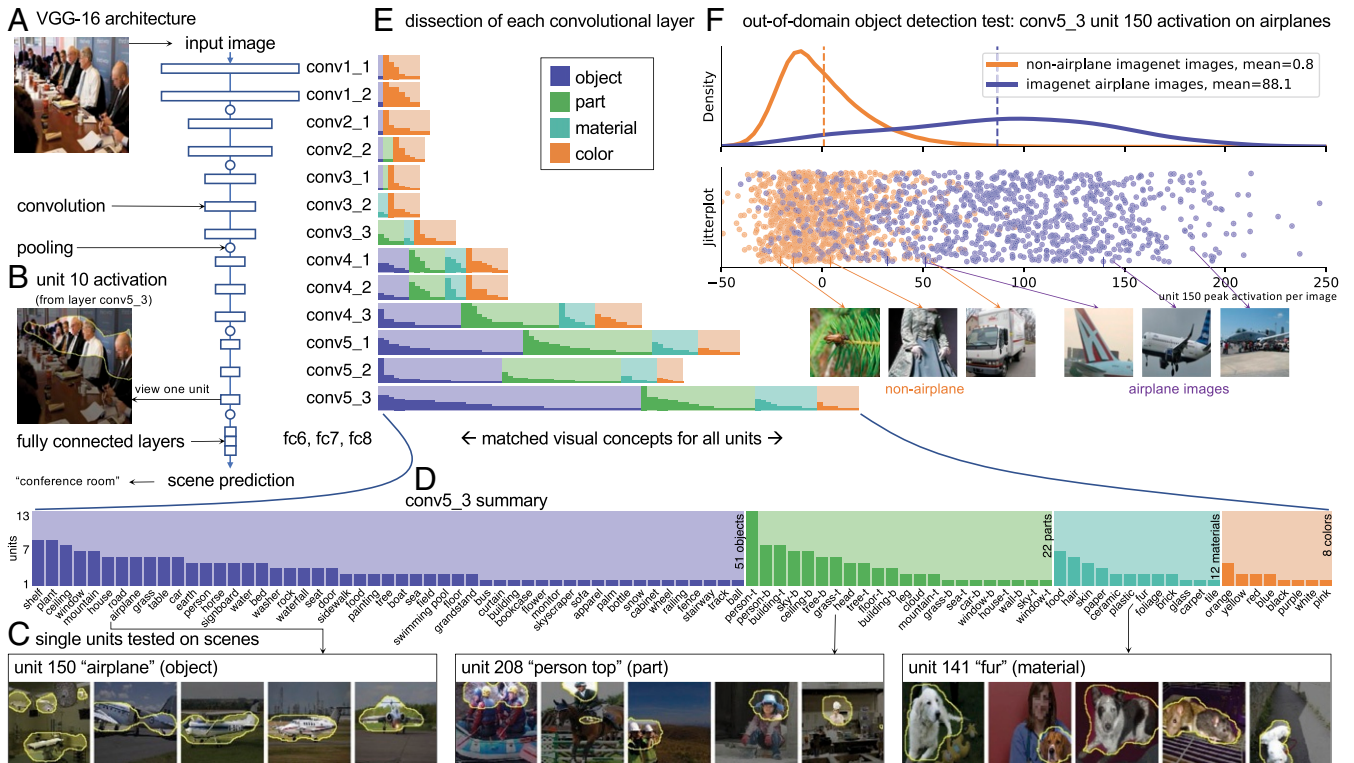 A
VGG-16 architecture
input image
convolution
pooling
B
unit 10 activation
(from layer conv5_3)
view one unit
fully connected layers
fc6, fc7, fc8
"conference room"
scene prediction
E
dissection of each convolutional layer
conv1_1
conv1_2
conv2_1
conv2_2
conv3_1
conv3_2
conv3_3
conv4_1
conv4_2
conv4_3
conv5_1
conv5_2
conv5_3
object
part
material
color
← matched visual concepts for all units →
F
out-of-domain object detection test: conv5_3 unit 150 activation on airplanes
Density
non-airplane imagenet images, mean=0.8
imagenet airplane images, mean=88.1
−50 0 50 100 150 200 250
Jitterplot
−50 0 50 100 150 200 250
unit 150 peak activation per image
non-airplane
airplane images
D
conv5_3 summary
units
13
7
1
51 objects
22 parts
12 materials
8 colors
shelf
plant
ceiling
window
mountain
house
road
airplane
grass
table
car
earth
person
horse
signboard
water
bed
washer
rock
waterfall
seat
door
sidewalk
food
painting
tree
boat
sea
field
swimming pool
floor
grandstand
bus
curtain
bookcase
flower
monitor
skyscraper
sofa
apparel
palm
bottle
snow
cabinet
wheel
railing
fence
stairway
track
ball
person-t
person-b
building-t
sky-b
ceiling-b
tree-b
grass-t
head
tree-t
floor-t
building-b
leg
cloud
mountain-t
grass-b
sea-t
car-b
window-b
house-t
wall-b
sky-t
window-t
food
hair
skin
paper
ceramic
plastic
fur
foliage
brick
glass
carpet
tile
orange
yellow
red
blue
black
purple
white
pink
C
single units tested on scenes
unit 150 "airplane" (object)
unit 208 "person top" (part)
unit 141 "fur" (material)